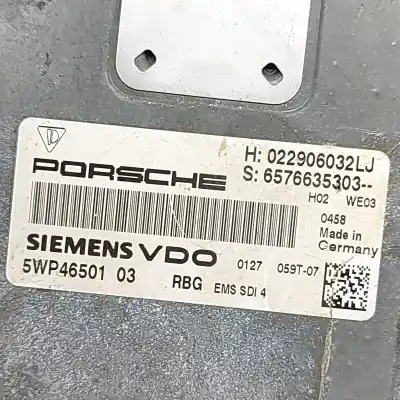 PORSCHE
H: 022906032LJ
S: 6576635303--
H02 WE03
0458
Made in
Germany
SIEMENS VDO
5WP46501 03
RBG EMS SDI 4
0127 059T-07